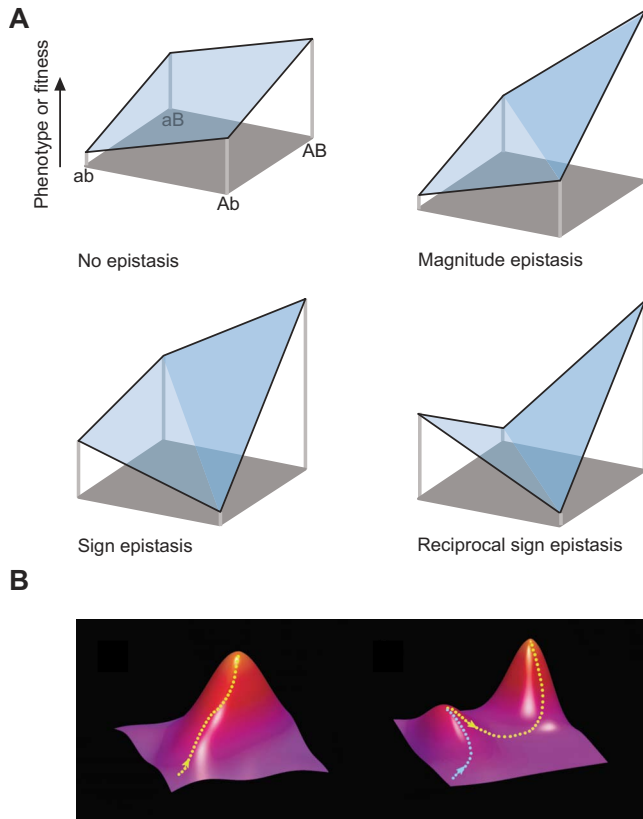 A
Phenotype or fitness
aB
ab
AB
Ab
No epistasis
Magnitude epistasis
Sign epistasis
Reciprocal sign epistasis
B